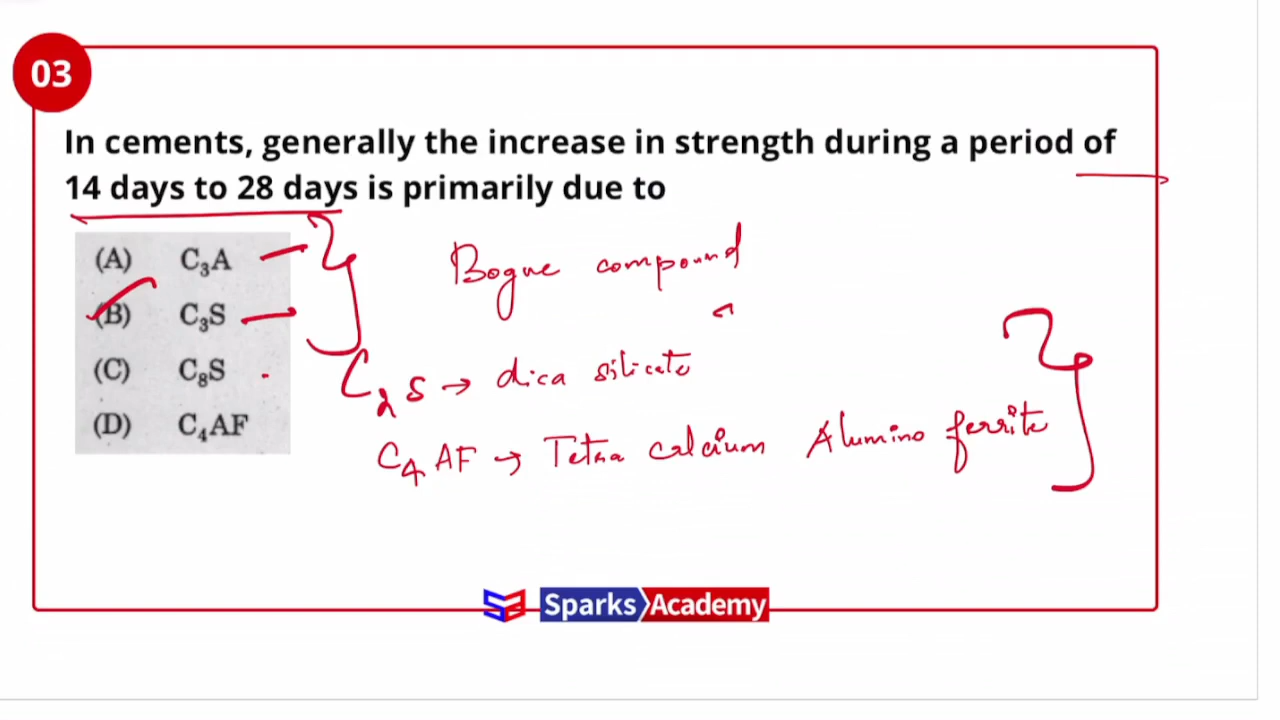 03
In cements, generally the increase in strength during a period of
14 days to 28 days is primarily due to
(A) C₃A
(B) C₃S
(C) C₈S
(D) C₄AF
Bogue compound
C₂S → dica silicate
C₄AF → Tetra calcium Alumino ferrite
Sparks Academy